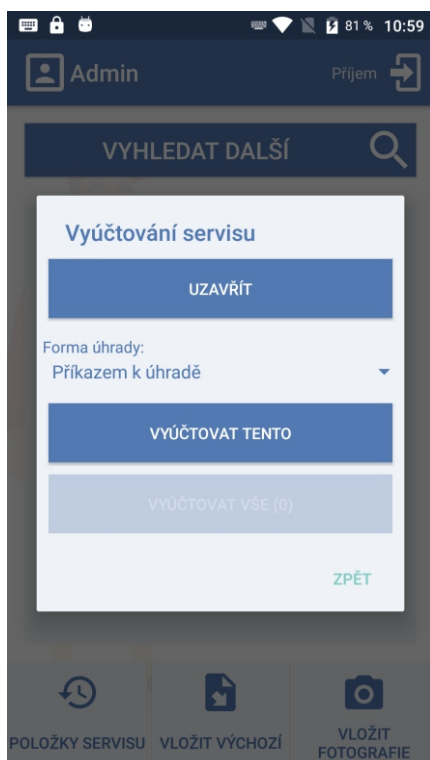 81 % 10:59
Admin
Příjem
VYHLEDAT DALŠÍ
Vyúčtování servisu
UZAVŘÍT
Forma úhrady:
Příkazem k úhradě
VYÚČTOVAT TENTO
VYÚČTOVAT VŠE (0)
ZPĚT
POLOŽKY SERVISU
VLOŽIT VÝCHOZÍ
VLOŽIT
FOTOGRAFIE